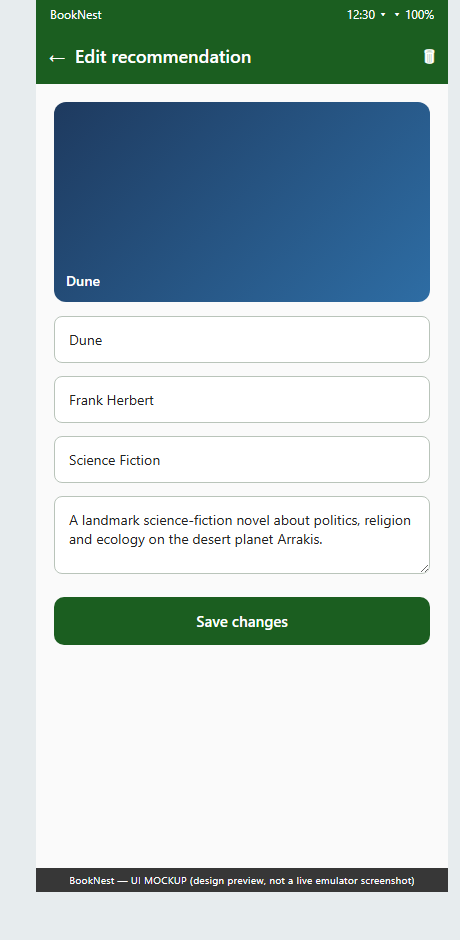 BookNest 12:30 ▾ ▾ 100%
← Edit recommendation
Dune
Dune
Frank Herbert
Science Fiction
A landmark science-fiction novel about politics, religion
and ecology on the desert planet Arrakis.
Save changes
BookNest — UI MOCKUP (design preview, not a live emulator screenshot)